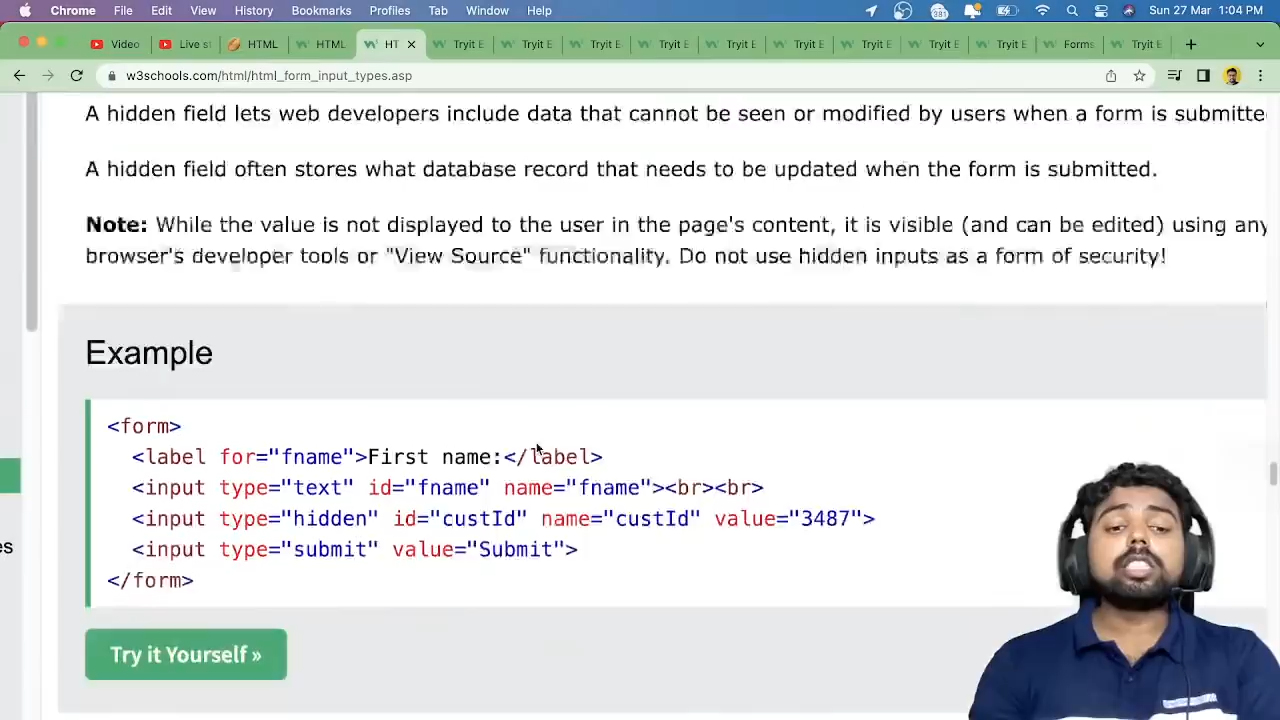 Chrome File Edit View History Bookmarks Profiles Tab Window Help 381 Sun 27 Mar 1:04 PM
Video Live s HTML HTML HT Tryit E Tryit E Tryit E Tryit E Tryit E Tryit E Tryit E Tryit E Tryit E Forms Tryit E
w3schools.com/html/html_form_input_types.asp
A hidden field lets web developers include data that cannot be seen or modified by users when a form is submitte
A hidden field often stores what database record that needs to be updated when the form is submitted.
Note: While the value is not displayed to the user in the page's content, it is visible (and can be edited) using any
browser's developer tools or "View Source" functionality. Do not use hidden inputs as a form of security!
Example
<form>
<label for="fname">First name:</label>
<input type="text" id="fname" name="fname"><br><br>
<input type="hidden" id="custId" name="custId" value="3487">
es
<input type="submit" value="Submit">
</form>
Try it Yourself »